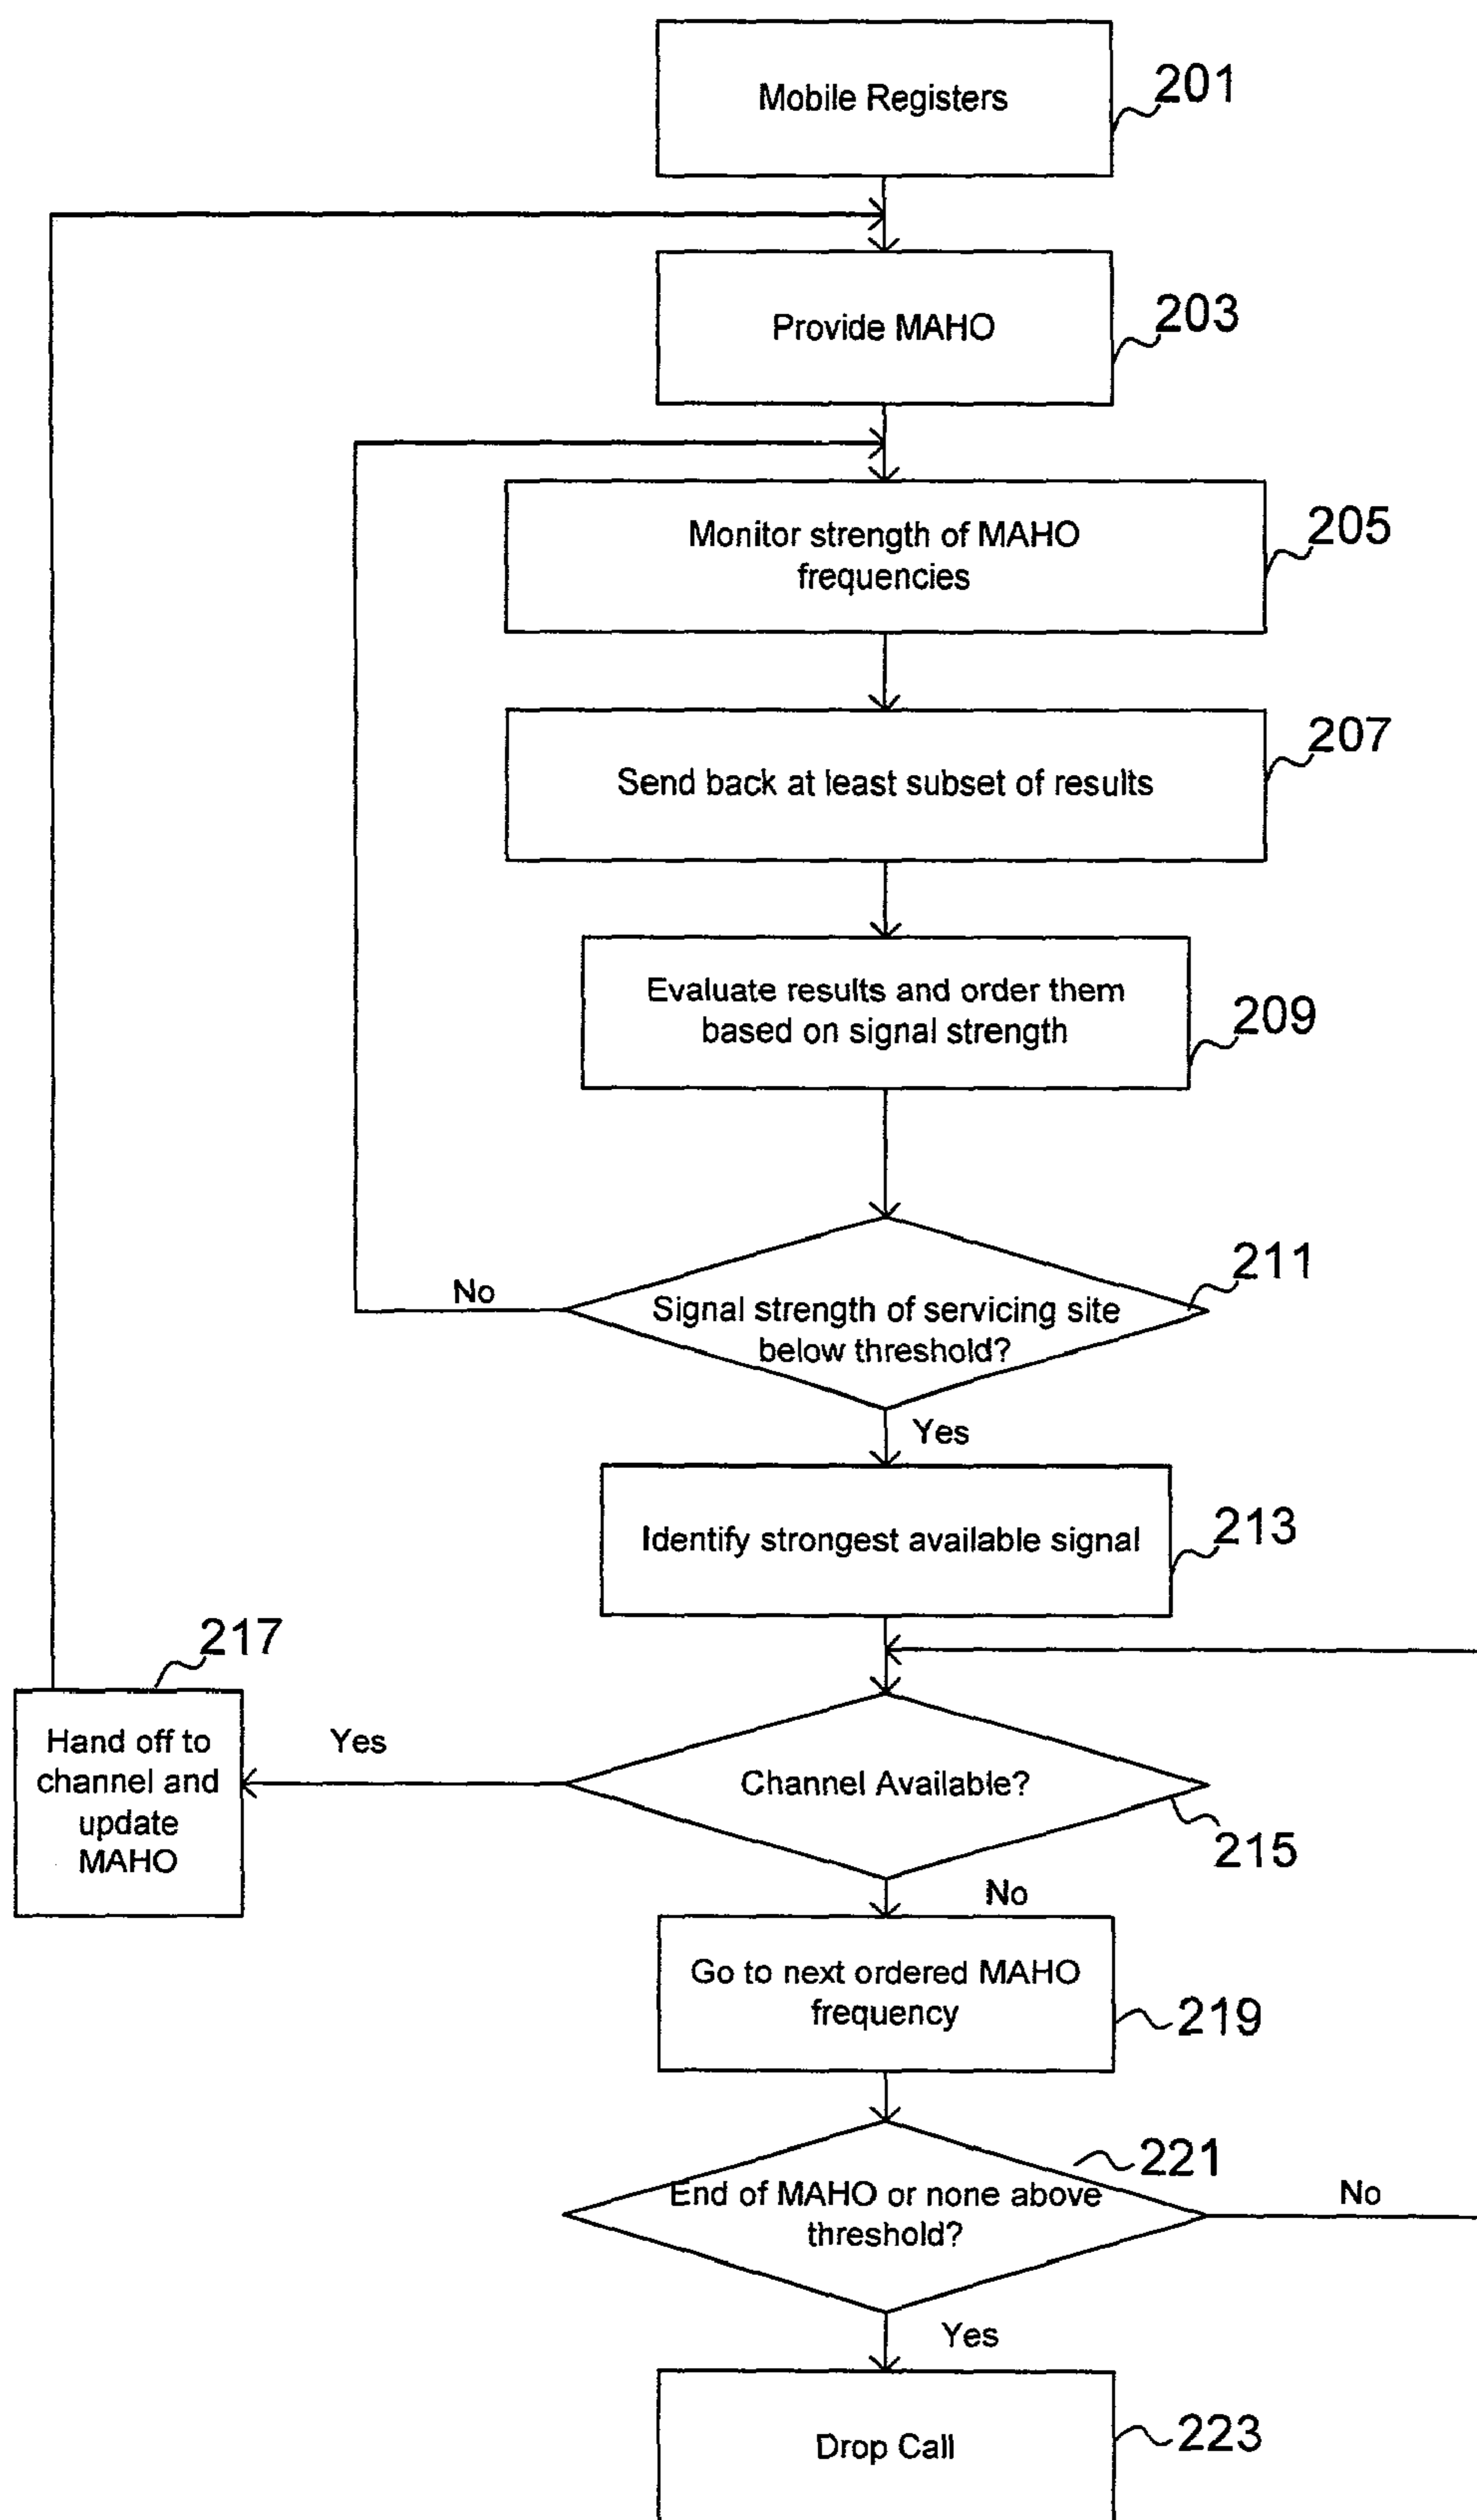 Mobile Registers
201
Provide MAHO
203
Monitor strength of MAHO
frequencies
205
Send back at least subset of results
207
Evaluate results and order them
based on signal strength
209
Signal strength of servicing site
below threshold?
211
No
Yes
Identify strongest available signal
213
217
Hand off to
channel and
update
MAHO
Yes
Channel Available?
215
No
Go to next ordered MAHO
frequency
219
End of MAHO or none above
threshold?
221
No
Yes
Drop Call
223